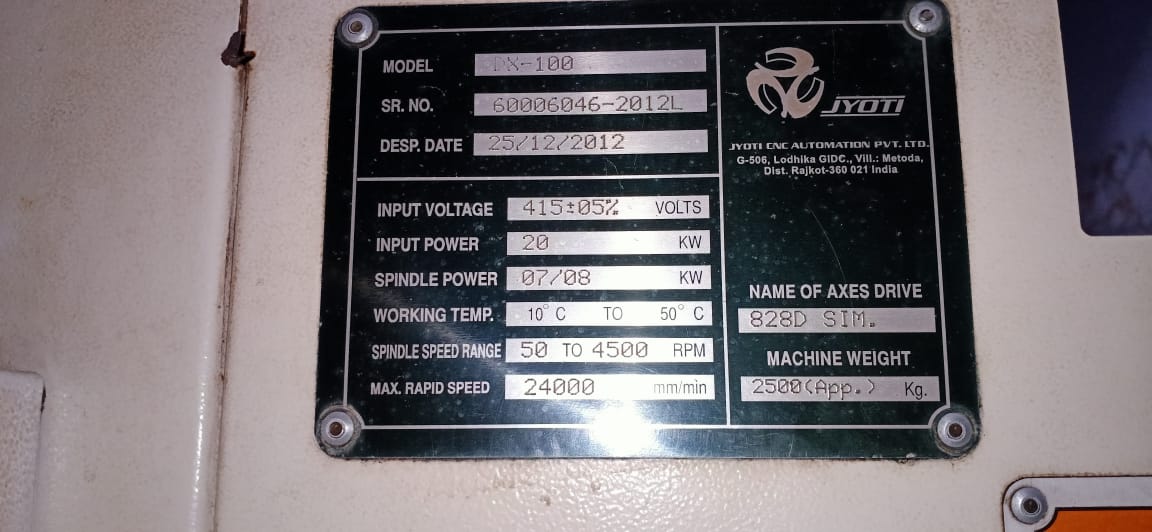 MODEL DX-100
SR. NO. 60006046-2012L
DESP. DATE 25/12/2012
JYOTI
JYOTI CNC AUTOMATION PVT. LTD.
G-506, Lodhika GIDC., Vill.: Metoda,
Dist. Rajkot-360 021 India
INPUT VOLTAGE 415±05% VOLTS
INPUT POWER 20 KW
SPINDLE POWER 07/08 KW
WORKING TEMP. 10° C TO 50° C
SPINDLE SPEED RANGE 50 TO 4500 RPM
MAX. RAPID SPEED 24000 mm/min
NAME OF AXES DRIVE
828D SIM.
MACHINE WEIGHT
2500(App.) Kg.